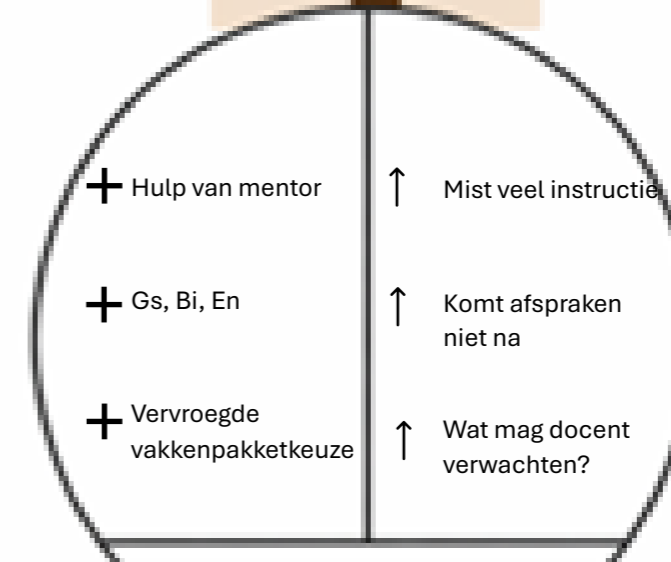 Hulp van mentor
Gs, Bi, En
Vervroegde
vakkenpakketkeuze
Mist veel instructie
Komt afspraken
niet na
Wat mag docent
verwachten?